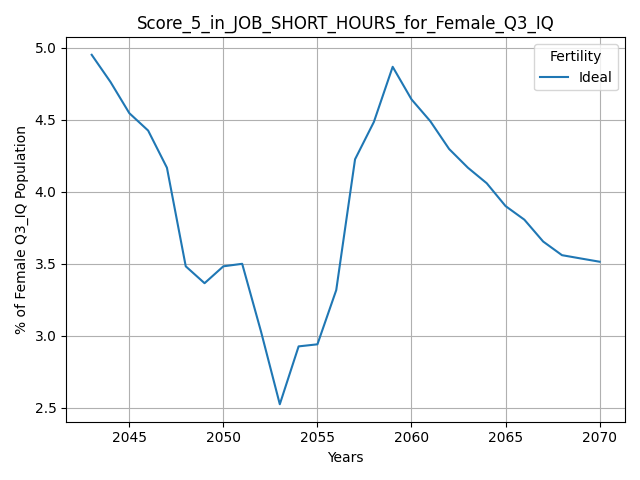 Score_5_in_JOB_SHORT_HOURS_for_Female_Q3_IQ
Fertility
Ideal
5.0
4.5
4.0
3.5
3.0
2.5
% of Female Q3_IQ Population
2045 2050 2055 2060 2065 2070
Years